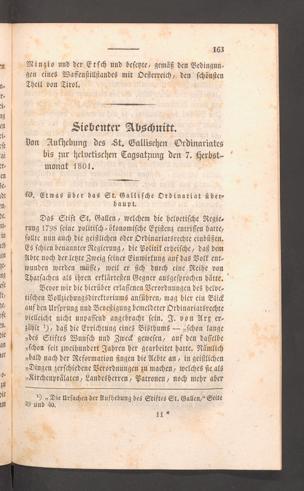 163
Minzio und der Etsch und besetzte, gemäß den Bedingun-
gen eines Waffenstillstandes mit Oesterreich, den schönsten
Theil von Tirol.
Siebenter Abschnitt.
Von Aufhebung des St. Gallischen Ordinariates
bis zur helvetischen Tagsatzung den 7. Herbst-
monat 1801.
69. Etwas über das St. Gallische Ordinariat über-
haupt.
Das Stift St. Gallen, welchem die helvetische Regie-
rung 1798 seine politisch-ökonomische Existenz entrissen hatte,
sollte nun auch die geistlichen oder Ordinariatsrechte einbüßen.
Es schien benannter Regierung, die Politik erheische, das dem
Abte noch der letzte Zweig seiner Einwirkung auf das Volk ent-
wunden werden müsse, weil er sich durch eine Reihe von
Thatsachen als ihren erklärtesten Gegner ausgesprochen hätte.
Bevor wir die hierüber erlassenen Verordnungen des helve-
tischen Vollziehungsdirektoriums anführen, mag hier ein Blick
auf den Ursprung und Verästigung benedeter Ordinariatsrechte
vielleicht nicht unpassend erscheinen sein. J. von Arx er-
zählt ¹), daß die Errichtung eines Bisthums — „schon lange
„des Stiftes Wunsch und Zweck gewesen, auf den dasselbe
„schon seit zweihundert Jahren her gearbeitet hatte. Nämlich
„bald nach der Reformation fingen die Aebte an, in geistlichen
„Dingen verschiedene Verordnungen zu machen, welches sie als
„Kirchenprälaten, Landesherren, Patronen, noch mehr aber
¹) „Die Ursachen der Aufhebung des Stiftes St. Gallen.“ Seite
39 und 40.
11 *